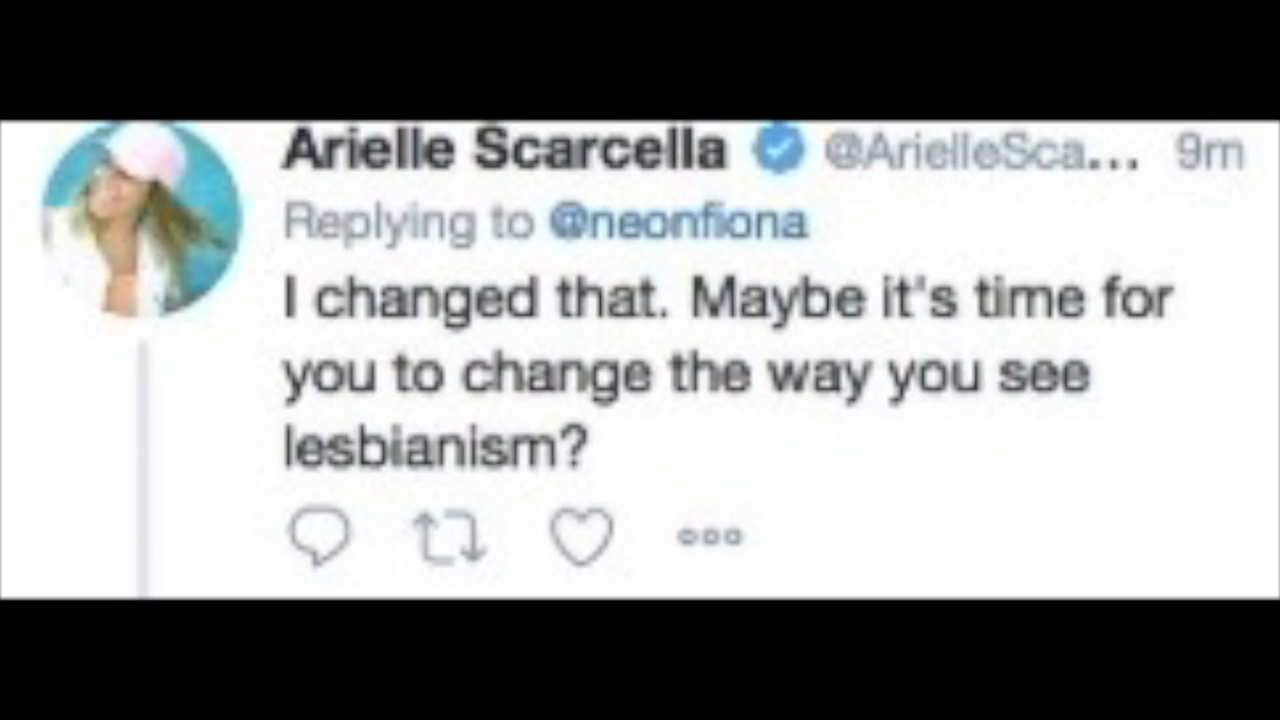 Arielle Scarcella @ArielleSca... 9m
Replying to @neonfiona
I changed that. Maybe it's time for
you to change the way you see
lesbianism?